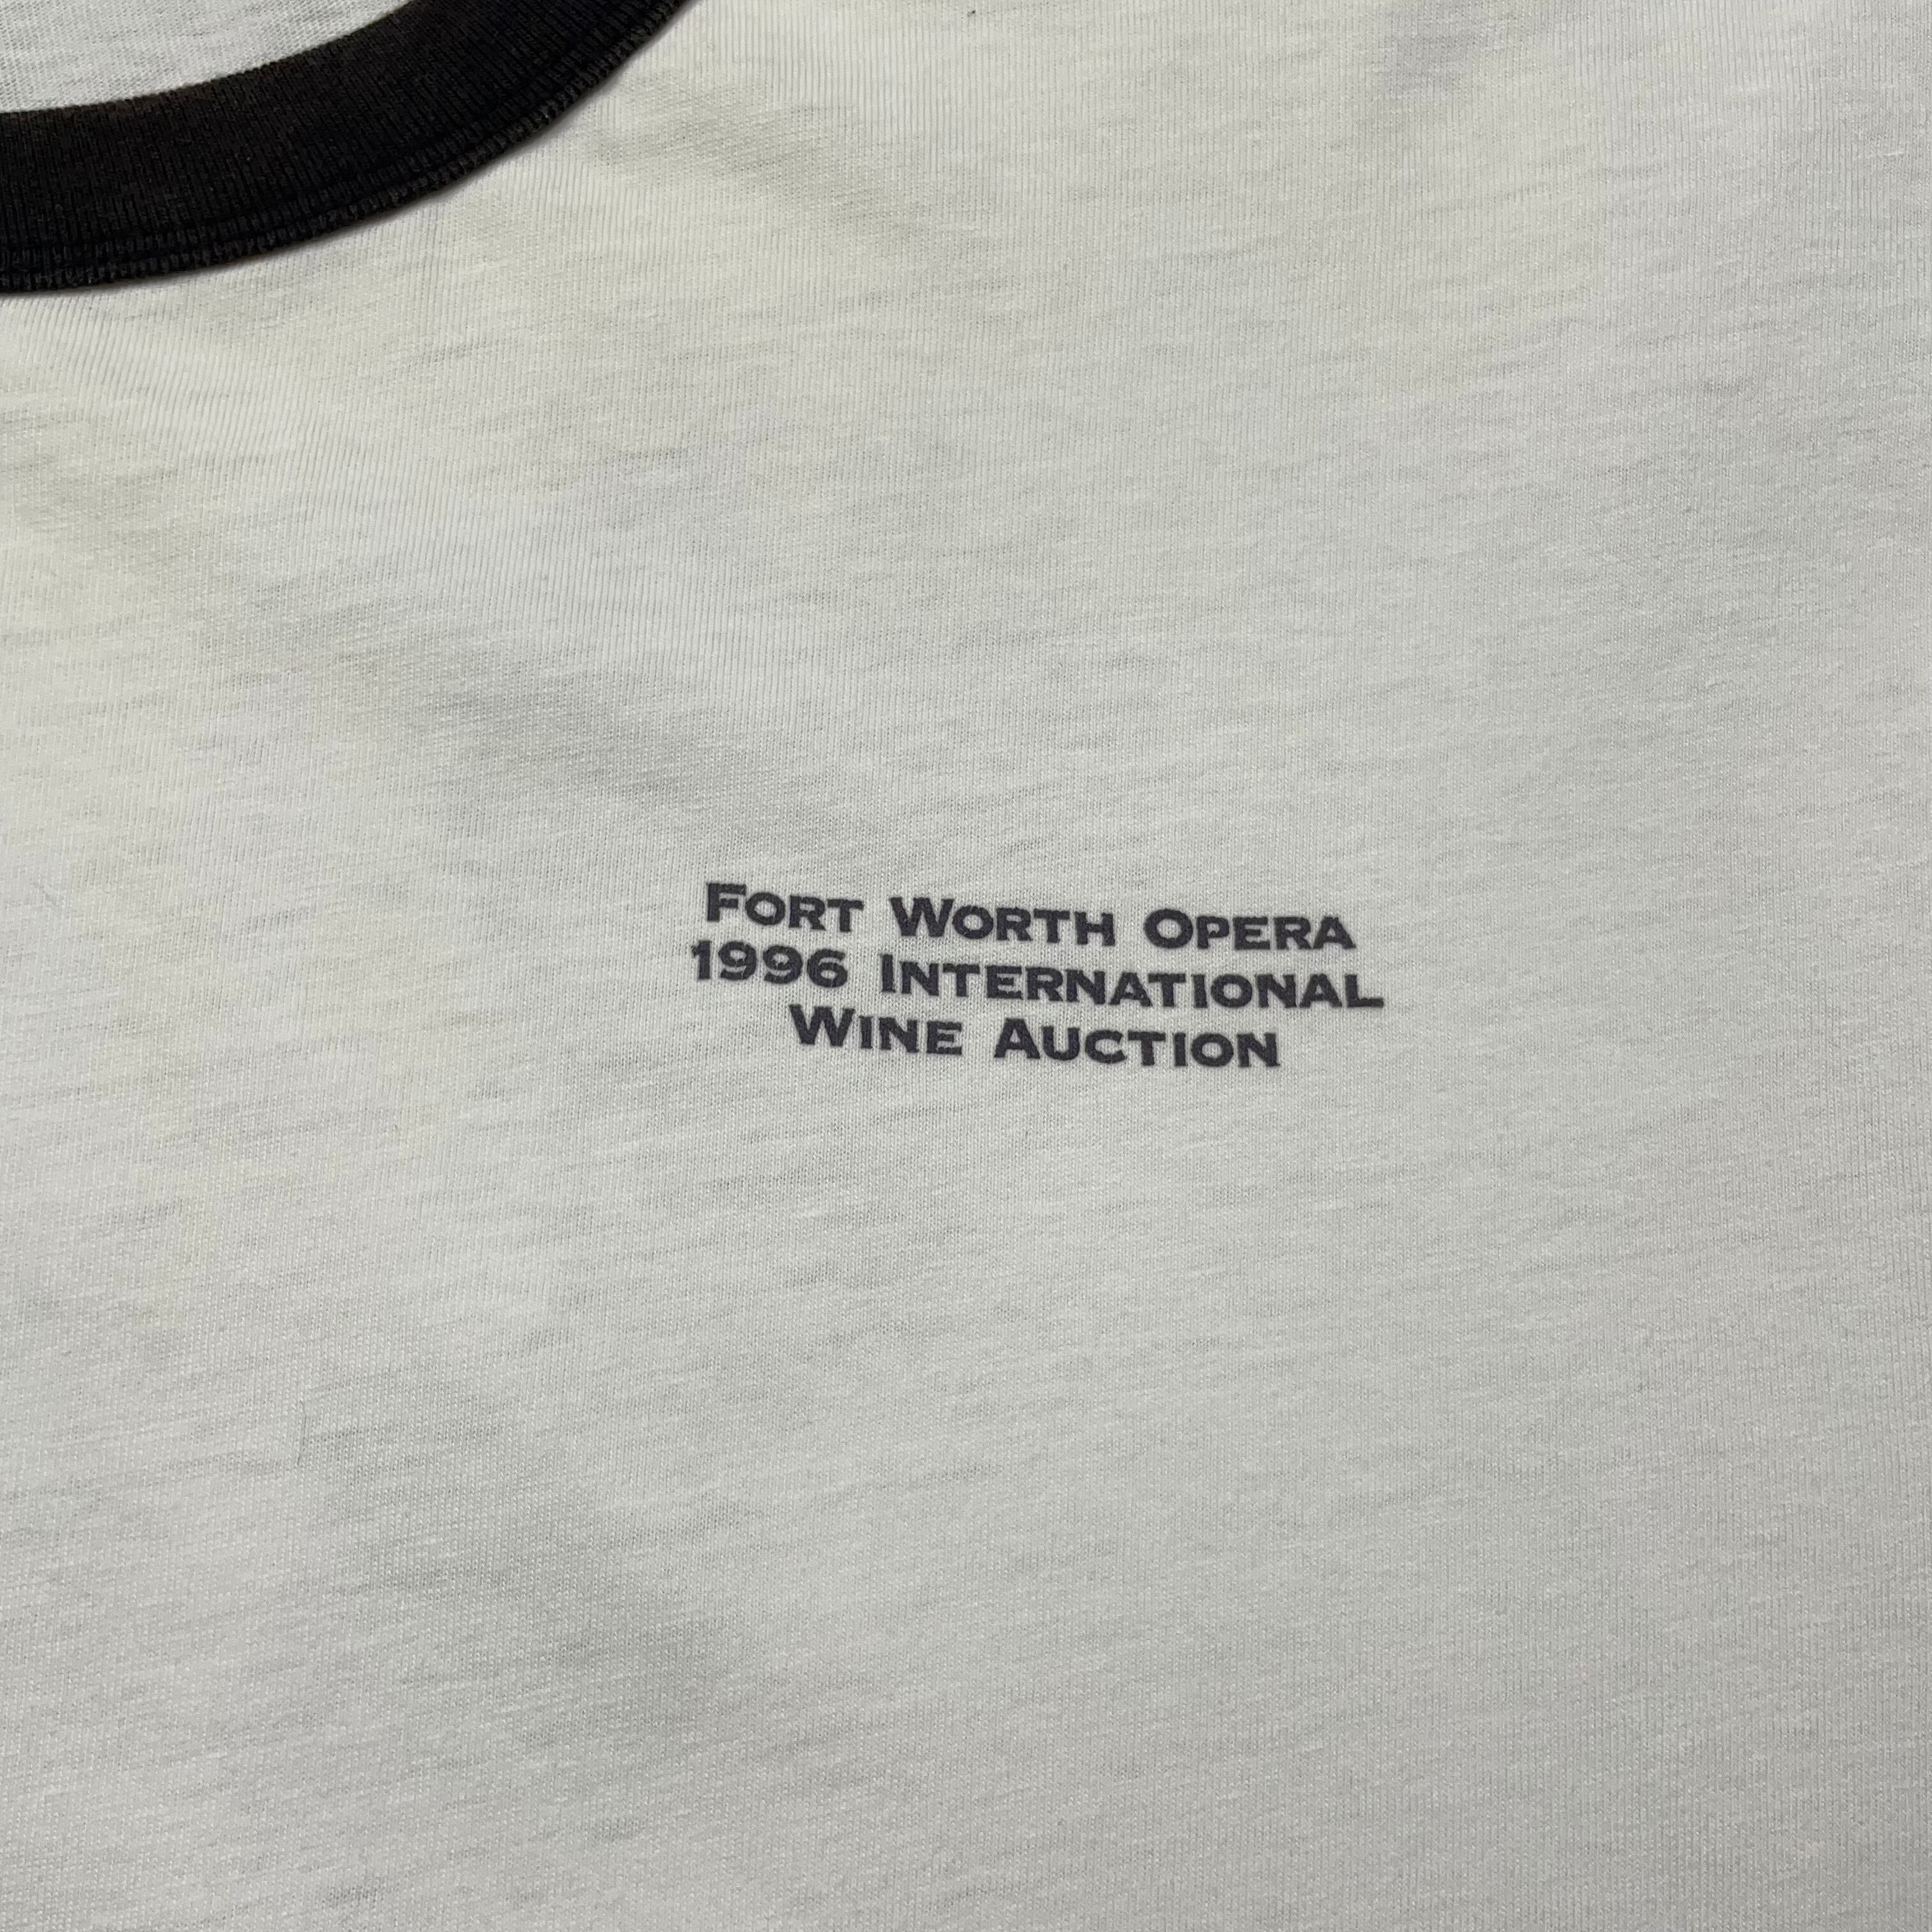 Fort Worth Opera
1996 International
Wine Auction